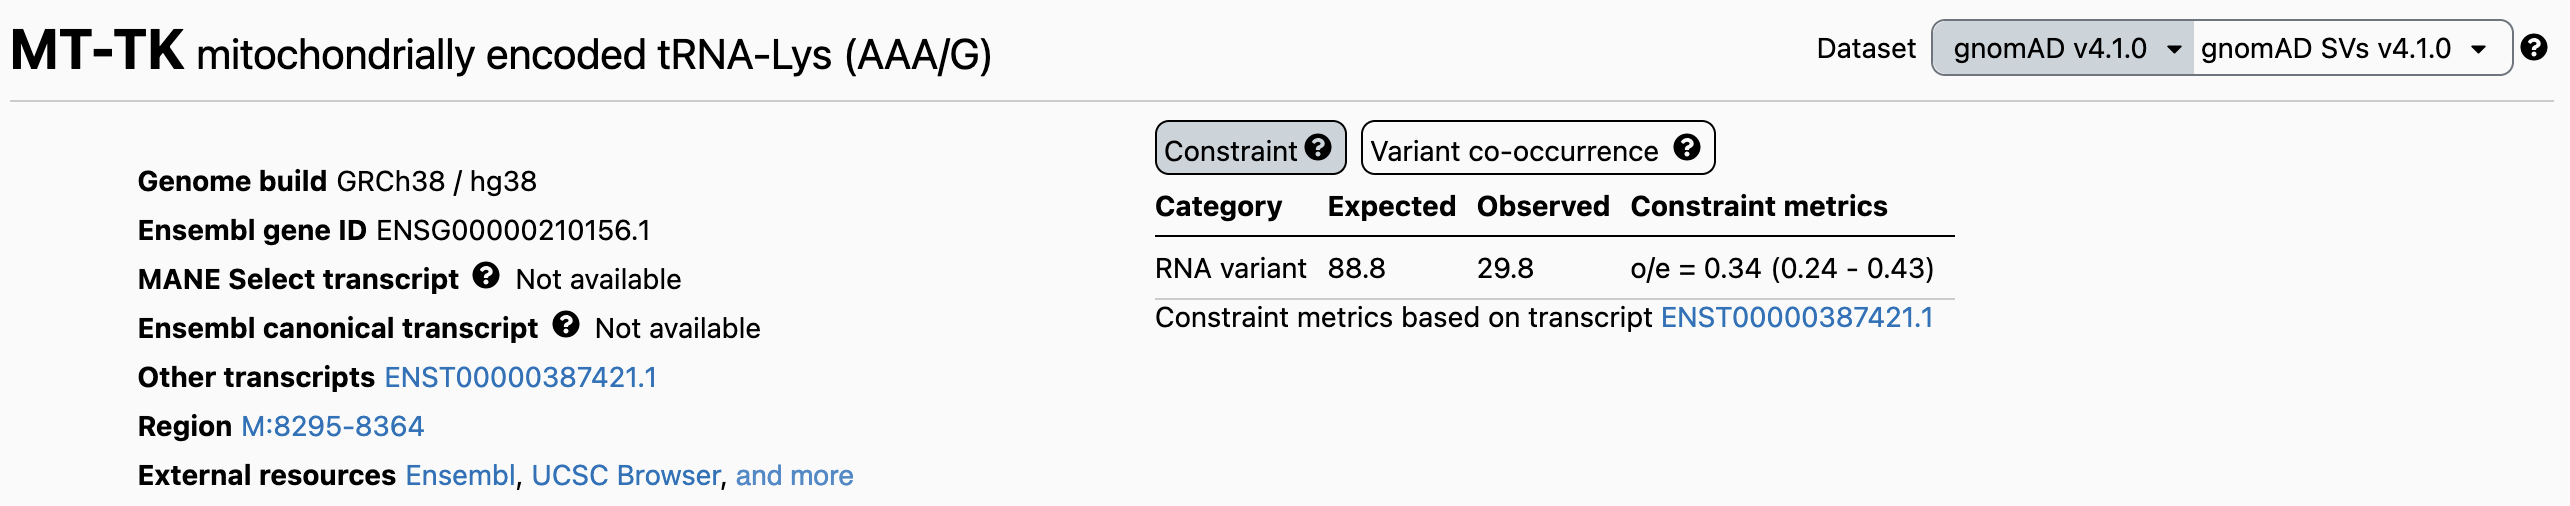 MT-TK mitochondrially encoded tRNA-Lys (AAA/G)
Dataset gnomAD v4.1.0 gnomAD SVs v4.1.0 ?
Genome build GRCh38 / hg38
Ensembl gene ID ENSG00000210156.1
MANE Select transcript ? Not available
Ensembl canonical transcript ? Not available
Other transcripts ENST00000387421.1
Region M:8295-8364
External resources Ensembl, UCSC Browser, and more
Constraint ? Variant co-occurrence ?
Category Expected Observed Constraint metrics
RNA variant 88.8 29.8 o/e = 0.34 (0.24 - 0.43)
Constraint metrics based on transcript ENST00000387421.1